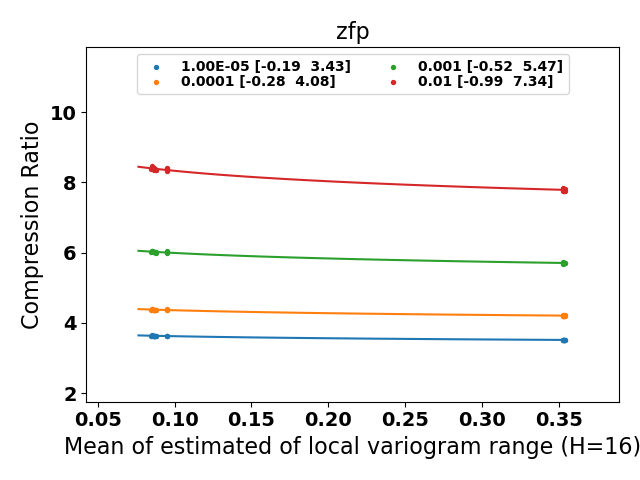 zfp
1.00E-05 [-0.19  3.43]
0.0001 [-0.28  4.08]
0.001 [-0.52  5.47]
0.01 [-0.99  7.34]
Compression Ratio
10
8
6
4
2
0.05 0.10 0.15 0.20 0.25 0.30 0.35
Mean of estimated of local variogram range (H=16)